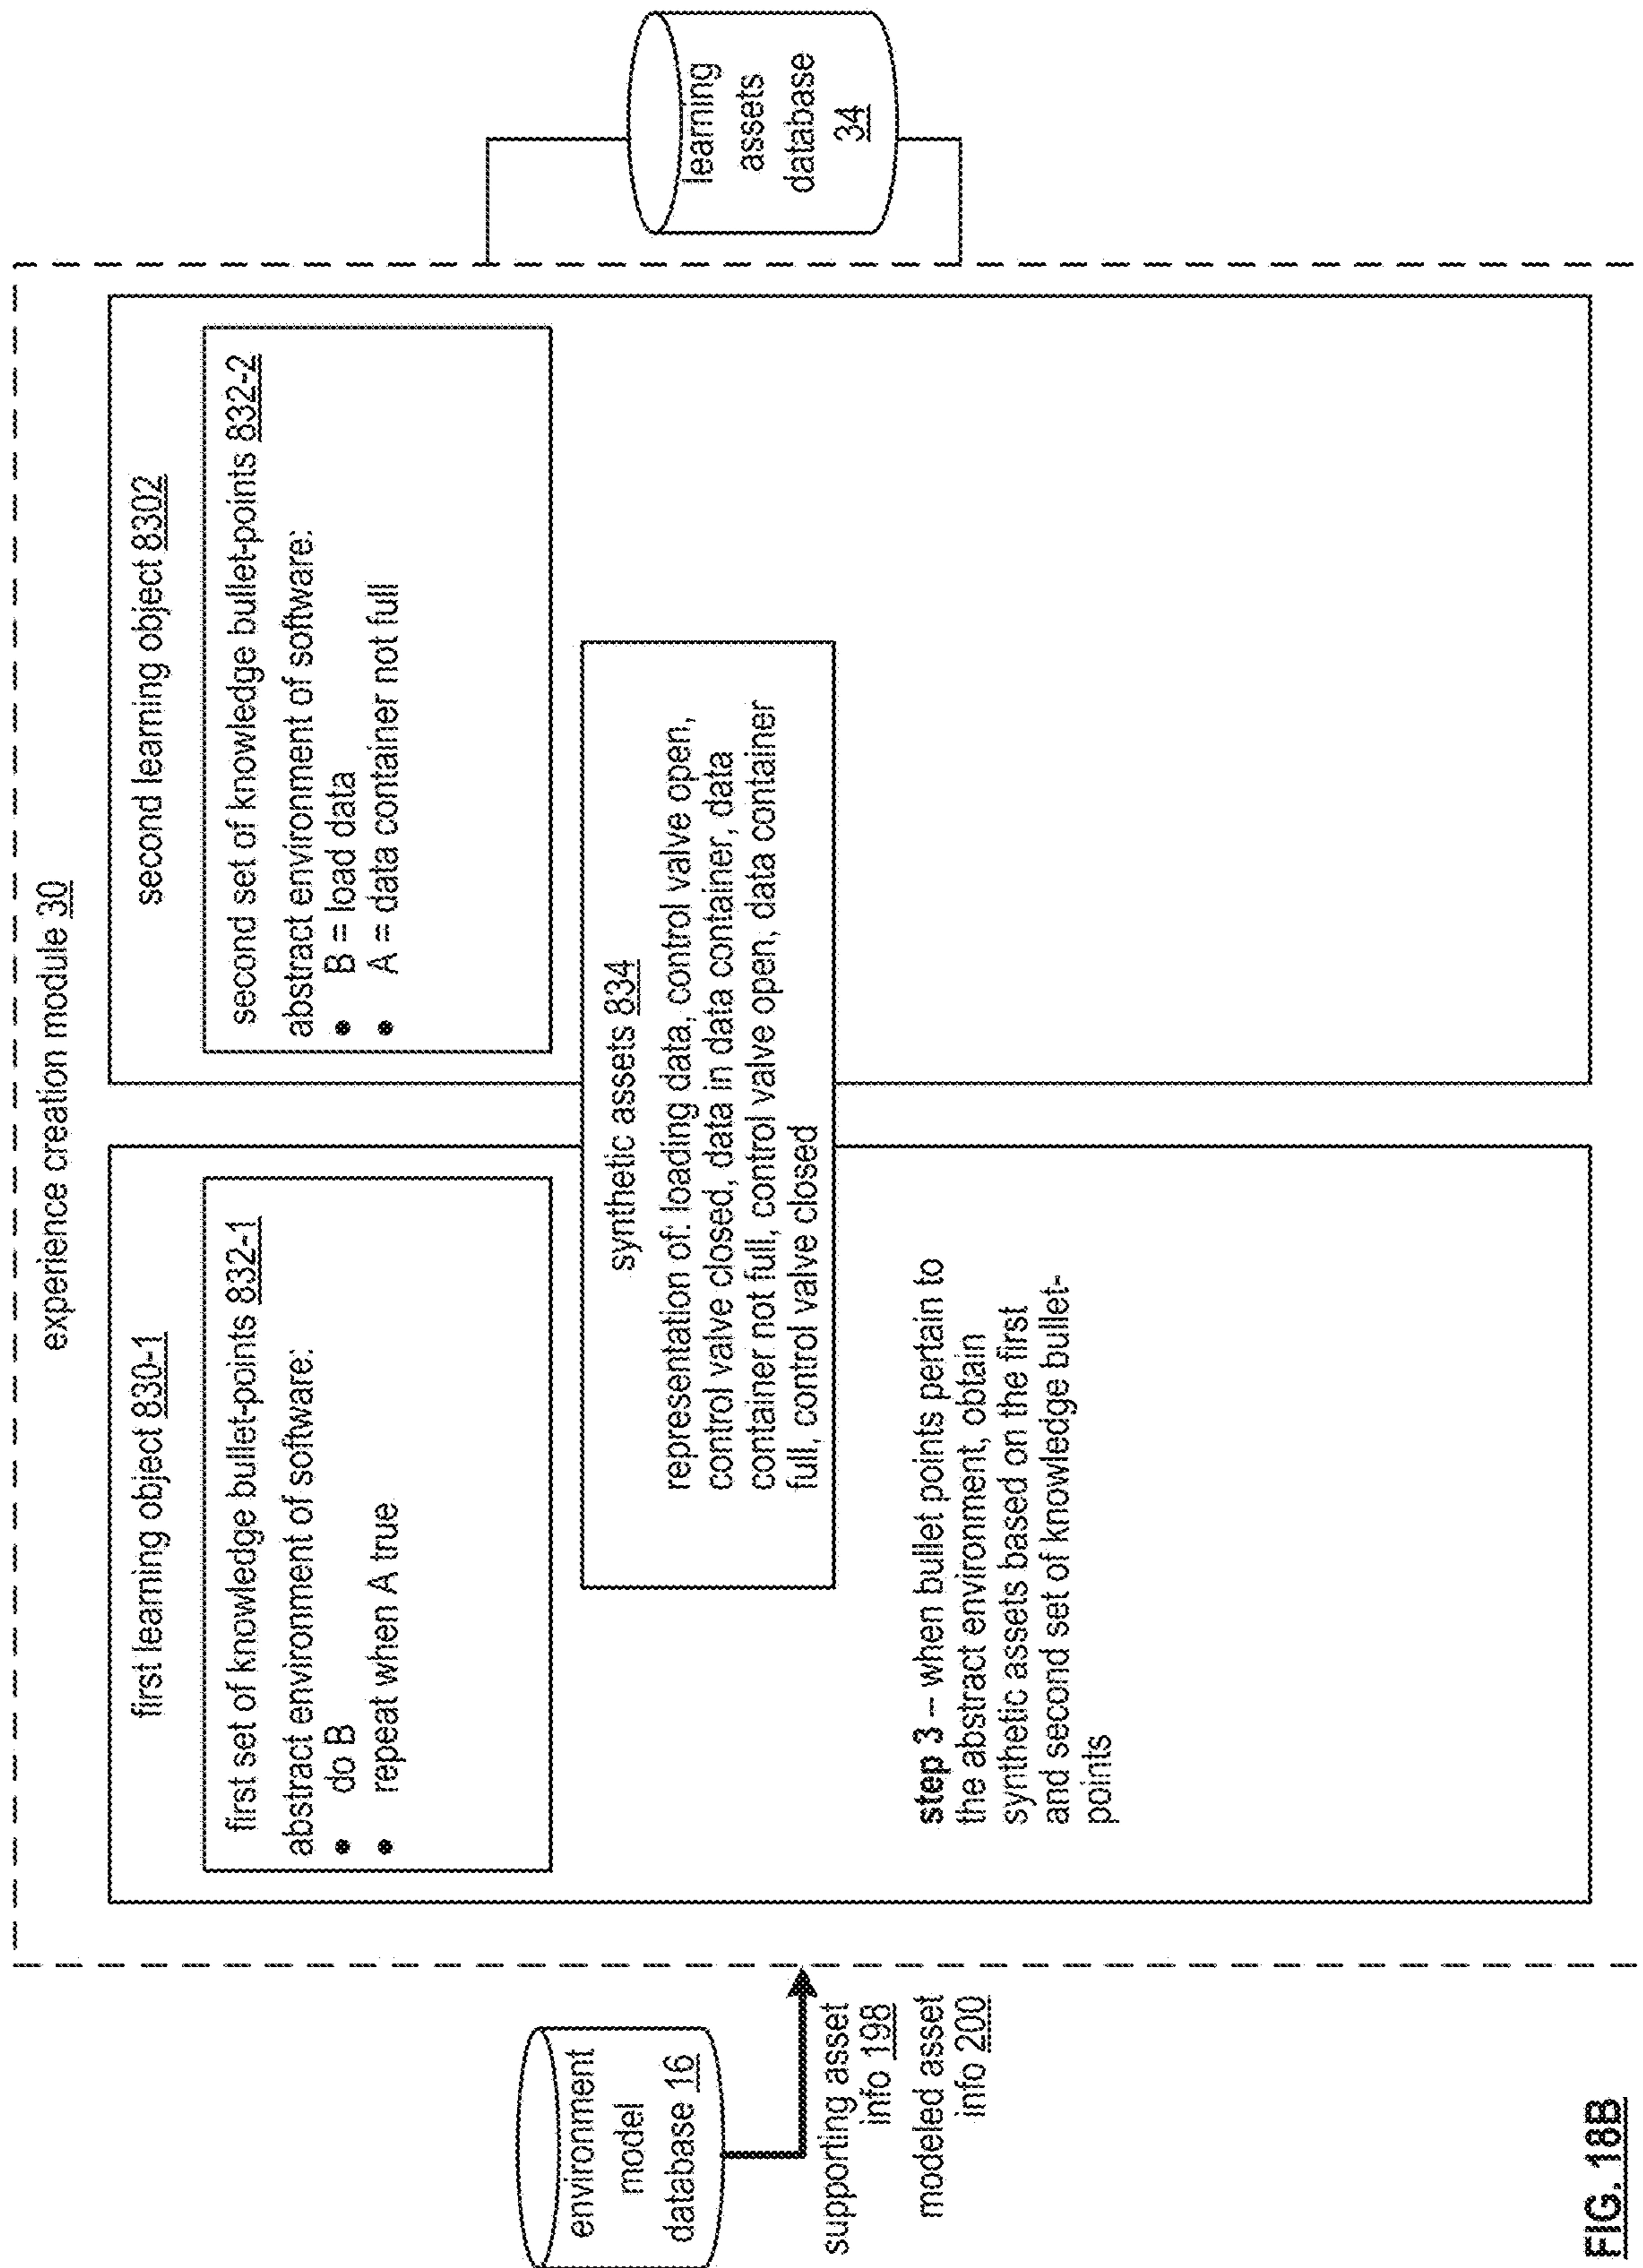 experience creation module 30
first learning object 830-1
first set of knowledge bullet-points 832-1
abstract environment of software:
• do B
• repeat when A true
second learning object 8302
second set of knowledge bullet-points 832-2
abstract environment of software:
• B = load data
• A = data container not full
synthetic assets 834
representation of: loading data, control valve open,
control valve closed, data in data container, data
container not full, control valve open, data container
full, control valve closed
step 3 – when bullet points pertain to
the abstract environment, obtain
synthetic assets based on the first
and second set of knowledge bullet-
points
environment
model
database 16
supporting asset
info 198
modeled asset
info 200
learning
assets
database
34
FIG. 18B